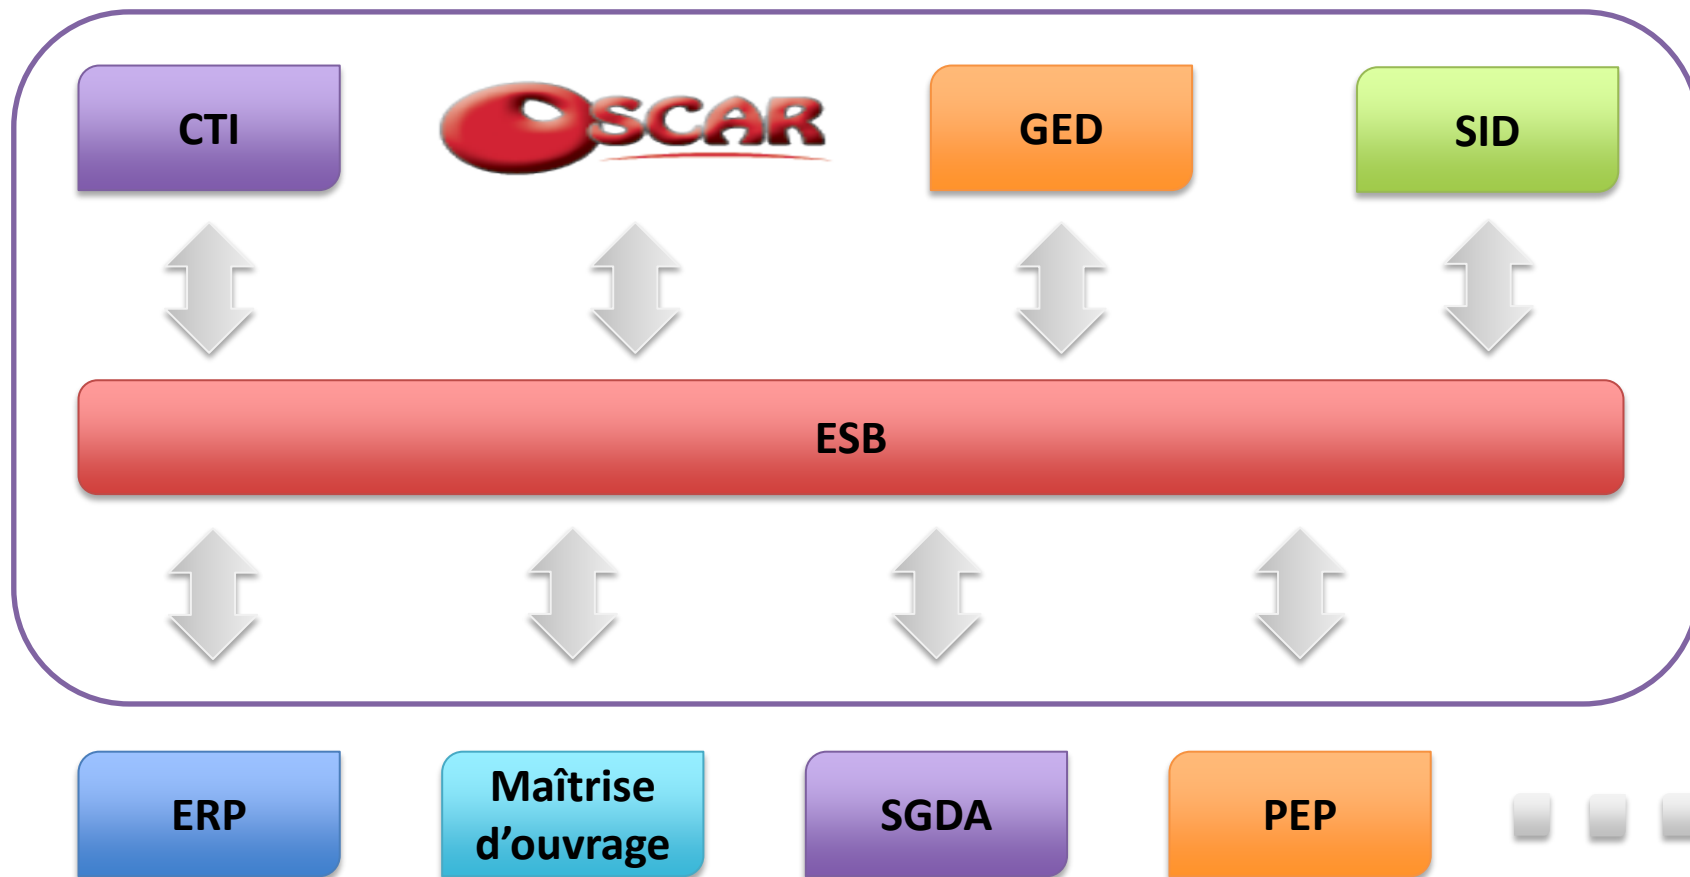 CTI
OSCAR
GED
SID
ESB
ERP
Maîtrise
d’ouvrage
SGDA
PEP